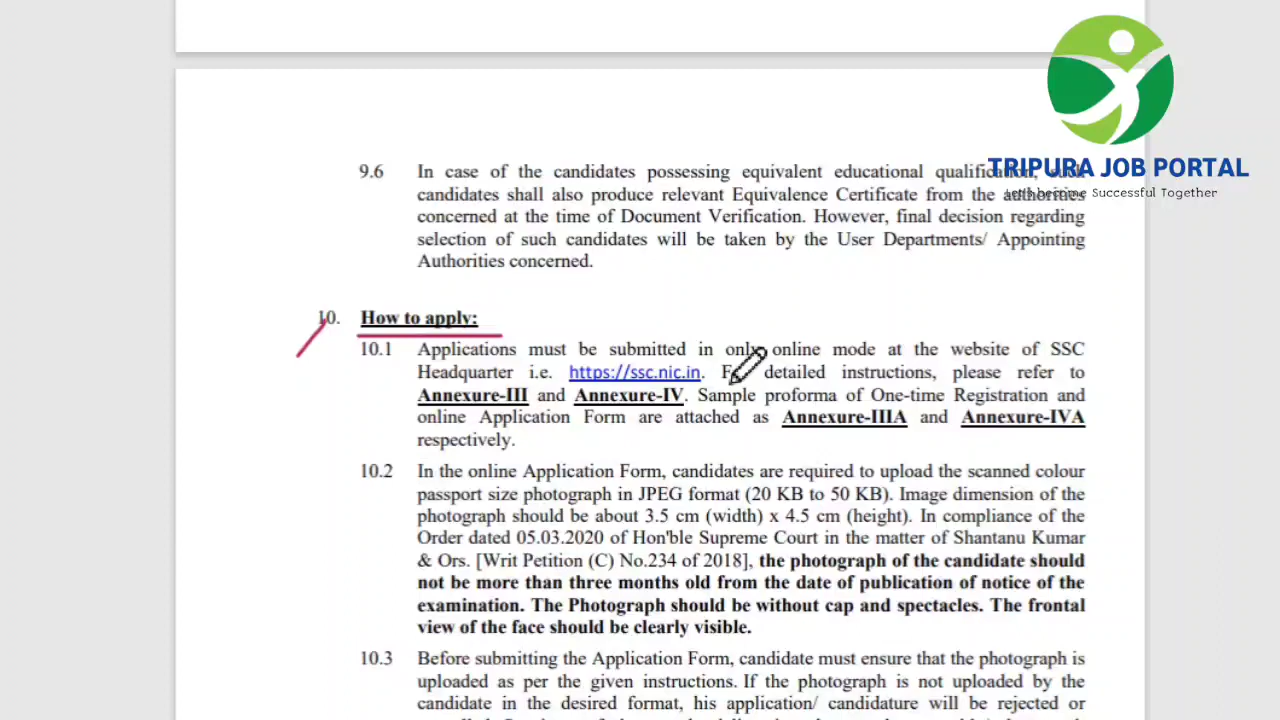 9.6 In case of the candidates possessing equivalent educational qualification, such
candidates shall also produce relevant Equivalence Certificate from the authorities
concerned at the time of Document Verification. However, final decision regarding
selection of such candidates will be taken by the User Departments/ Appointing
Authorities concerned.
TRIPURA JOB PORTAL
Let's become Successful Together
10. How to apply:
10.1 Applications must be submitted in only online mode at the website of SSC
Headquarter i.e. https://ssc.nic.in. detailed instructions, please refer to
Annexure-III and Annexure-IV. Sample proforma of One-time Registration and
online Application Form are attached as Annexure-IIIA and Annexure-IVA
respectively.
10.2 In the online Application Form, candidates are required to upload the scanned colour
passport size photograph in JPEG format (20 KB to 50 KB). Image dimension of the
photograph should be about 3.5 cm (width) x 4.5 cm (height). In compliance of the
Order dated 05.03.2020 of Hon'ble Supreme Court in the matter of Shantanu Kumar
& Ors. [Writ Petition (C) No.234 of 2018], the photograph of the candidate should
not be more than three months old from the date of publication of notice of the
examination. The Photograph should be without cap and spectacles. The frontal
view of the face should be clearly visible.
10.3 Before submitting the Application Form, candidate must ensure that the photograph is
uploaded as per the given instructions. If the photograph is not uploaded by the
candidate in the desired format, his application/ candidature will be rejected or